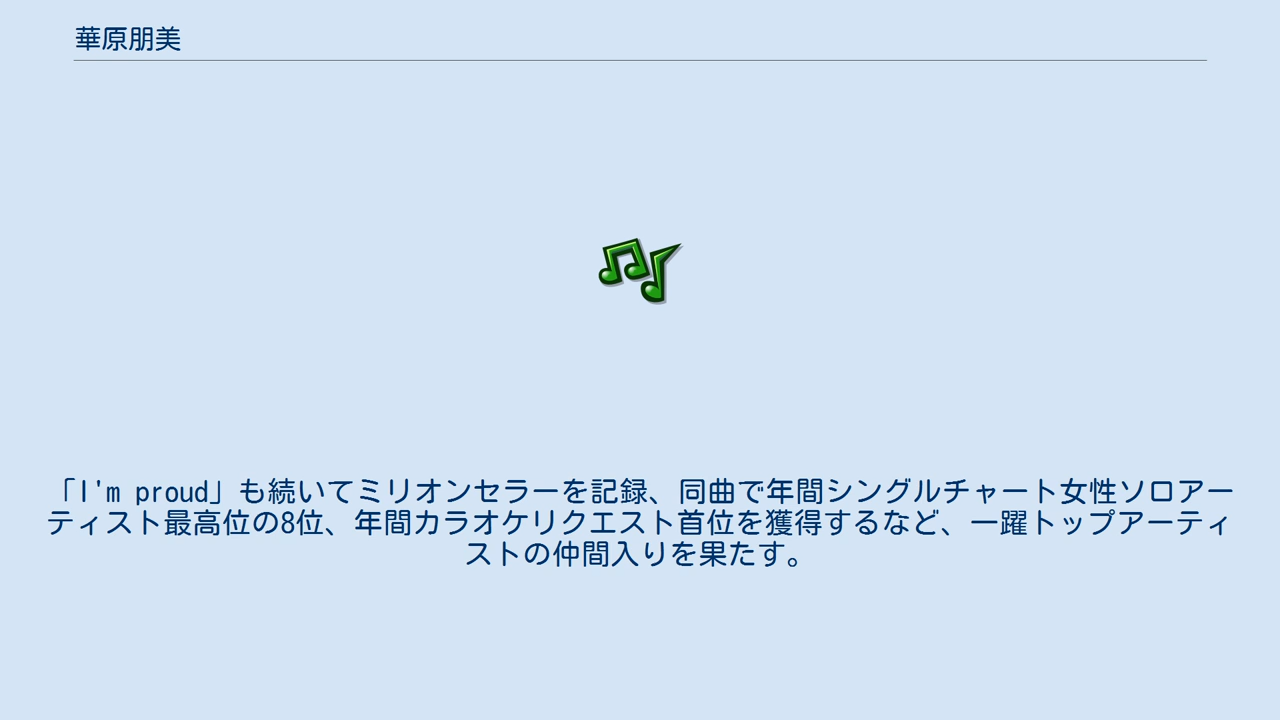 華原朋美
「I'm proud」も続いてミリオンセラーを記録、同曲で年間シングルチャート女性ソロアー
ティスト最高位の8位、年間カラオケリクエスト首位を獲得するなど、一躍トップアーティ
ストの仲間入りを果たす。